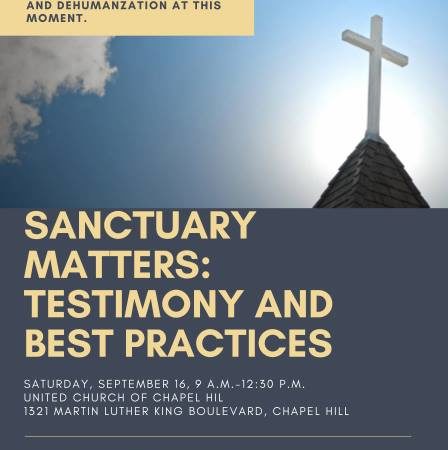 AND DEHUMANZATION AT THIS
MOMENT.
SANCTUARY
MATTERS:
TESTIMONY AND
BEST PRACTICES
SATURDAY, SEPTEMBER 16, 9 A.M.-12:30 P.M.
UNITED CHURCH OF CHAPEL HIL
1321 MARTIN LUTHER KING BOULEVARD, CHAPEL HILL